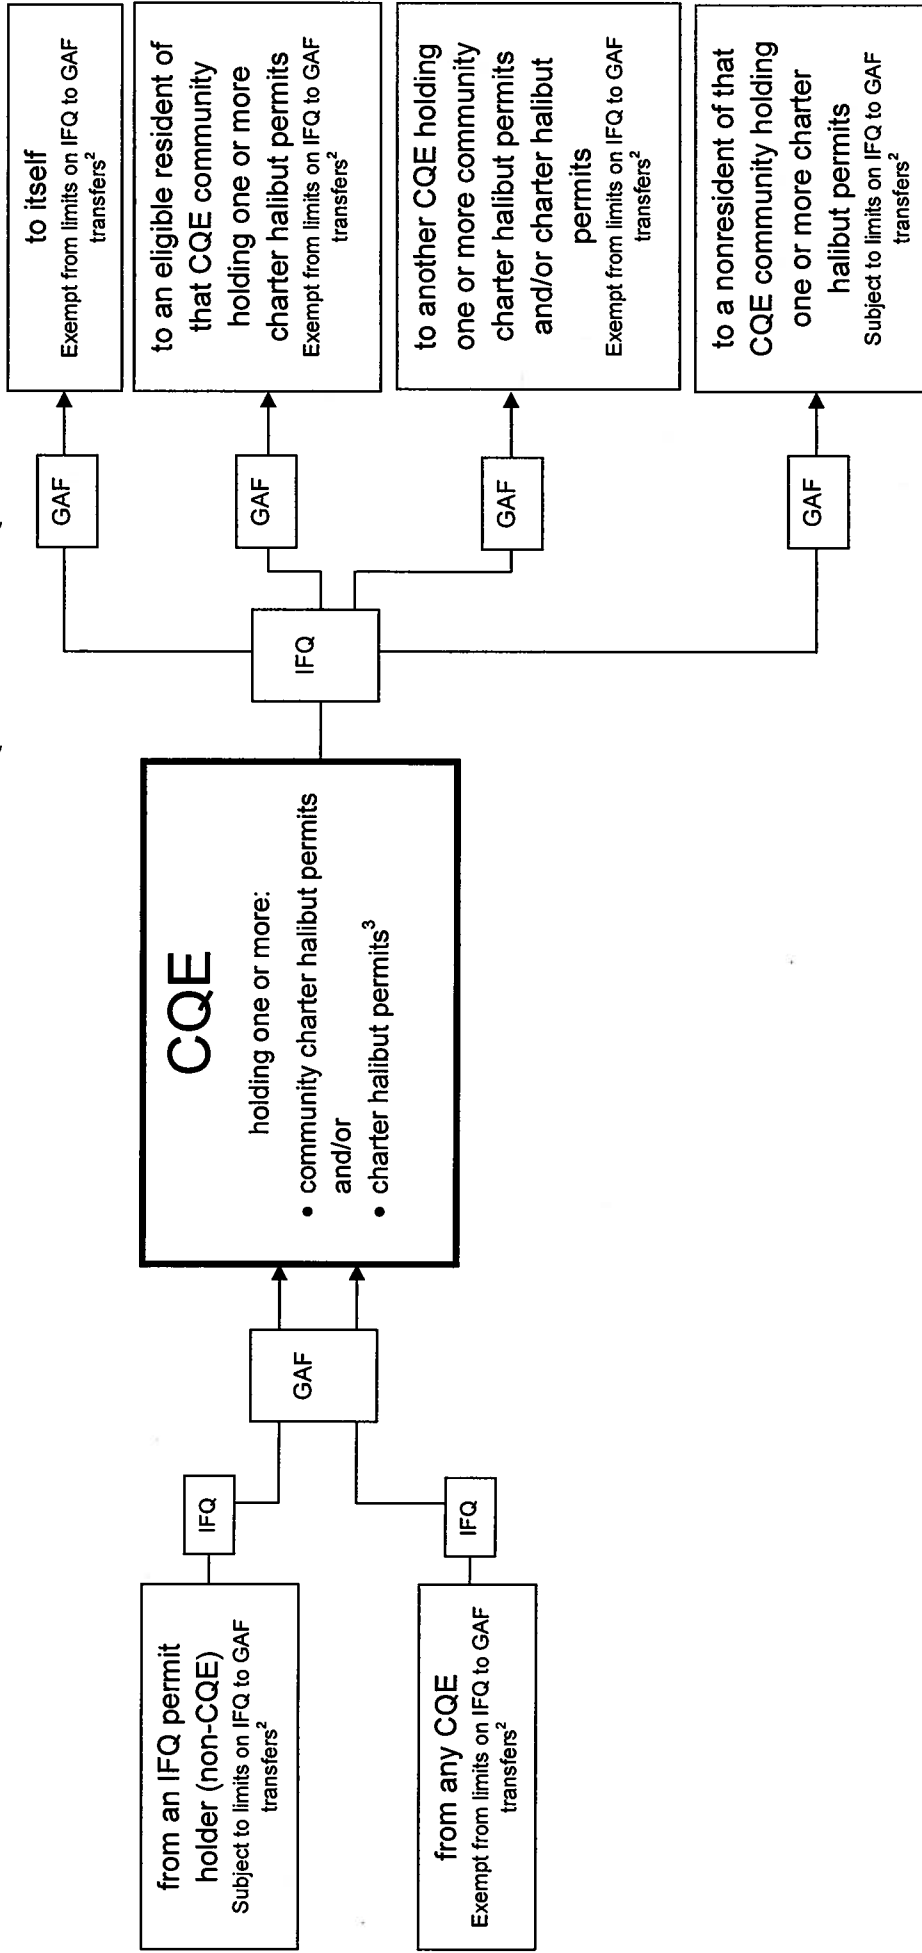 from an IFQ permit
holder (non-CQE)
Subject to limits on IFQ to GAF
transfers²
IFQ
from any CQE
Exempt from limits on IFQ to GAF
transfers²
IFQ
GAF
CQE
holding one or more:
• community charter halibut permits
and/or
• charter halibut permits³
IFQ
GAF
to itself
Exempt from limits on IFQ to GAF
transfers²
GAF
to an eligible resident of
that CQE community
holding one or more
charter halibut permits
Exempt from limits on IFQ to GAF
transfers²
GAF
to another CQE holding
one or more community
charter halibut permits
and/or charter halibut
permits
Exempt from limits on IFQ to GAF
transfers²
GAF
to a nonresident of that
CQE community holding
one or more charter
halibut permits
Subject to limits on IFQ to GAF
transfers²